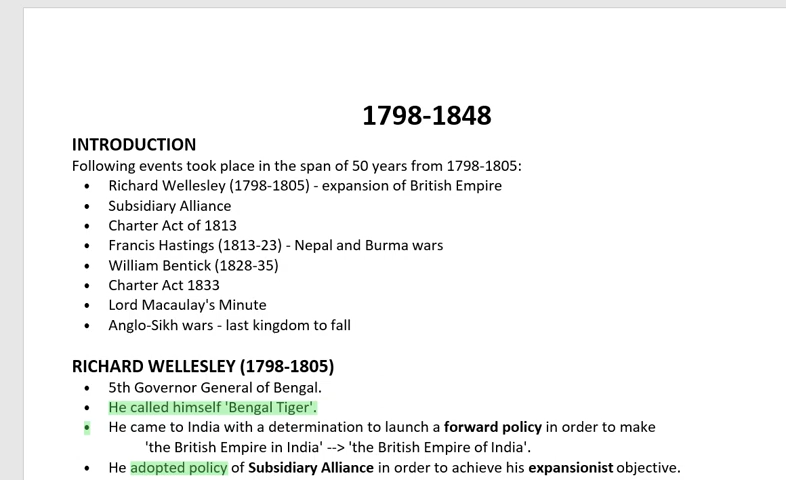 1798-1848
INTRODUCTION
Following events took place in the span of 50 years from 1798-1805:
• Richard Wellesley (1798-1805) - expansion of British Empire
• Subsidiary Alliance
• Charter Act of 1813
• Francis Hastings (1813-23) - Nepal and Burma wars
• William Bentick (1828-35)
• Charter Act 1833
• Lord Macaulay's Minute
• Anglo-Sikh wars - last kingdom to fall
RICHARD WELLESLEY (1798-1805)
• 5th Governor General of Bengal.
• He called himself 'Bengal Tiger'.
• He came to India with a determination to launch a forward policy in order to make
'the British Empire in India' --> 'the British Empire of India'.
• He adopted policy of Subsidiary Alliance in order to achieve his expansionist objective.